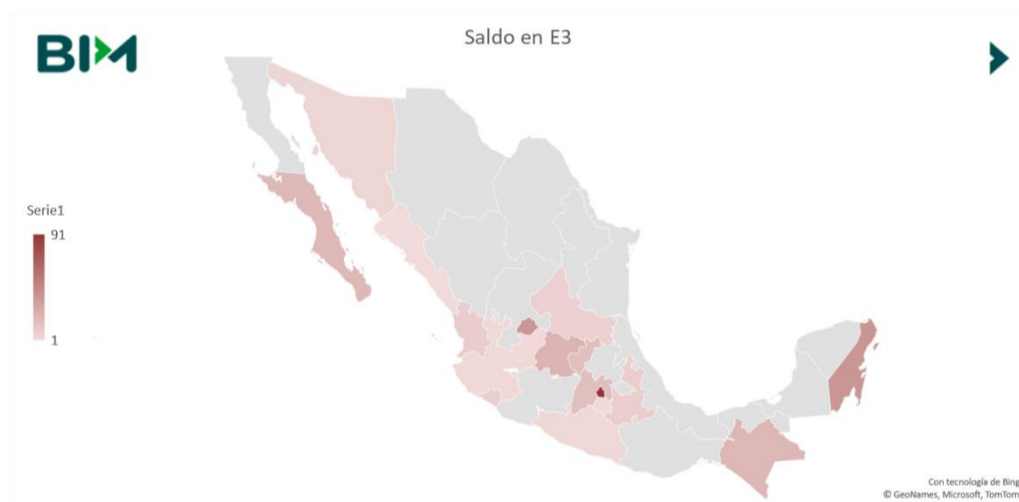 BIM
Saldo en E3
Serie1
91
1
Con tecnología de Bing
© GeoNames, Microsoft, TomTom